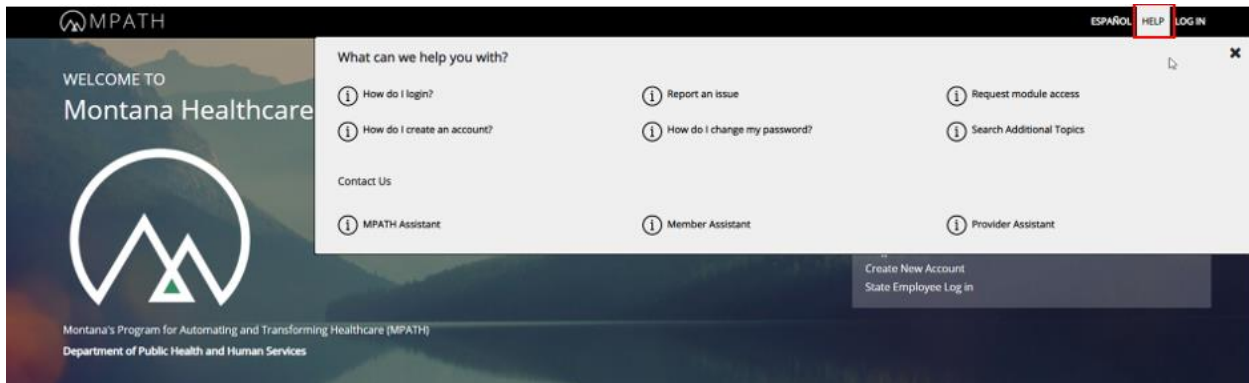 MPATH
ESPAÑOL HELP LOG IN
WELCOME TO
Montana Healthcare
What can we help you with?
How do I login?
Report an issue
Request module access
How do I create an account?
How do I change my password?
Search Additional Topics
Contact Us
MPATH Assistant
Member Assistant
Provider Assistant
Create New Account
State Employee Log in
Montana's Program for Automating and Transforming Healthcare (MPATH)
Department of Public Health and Human Services